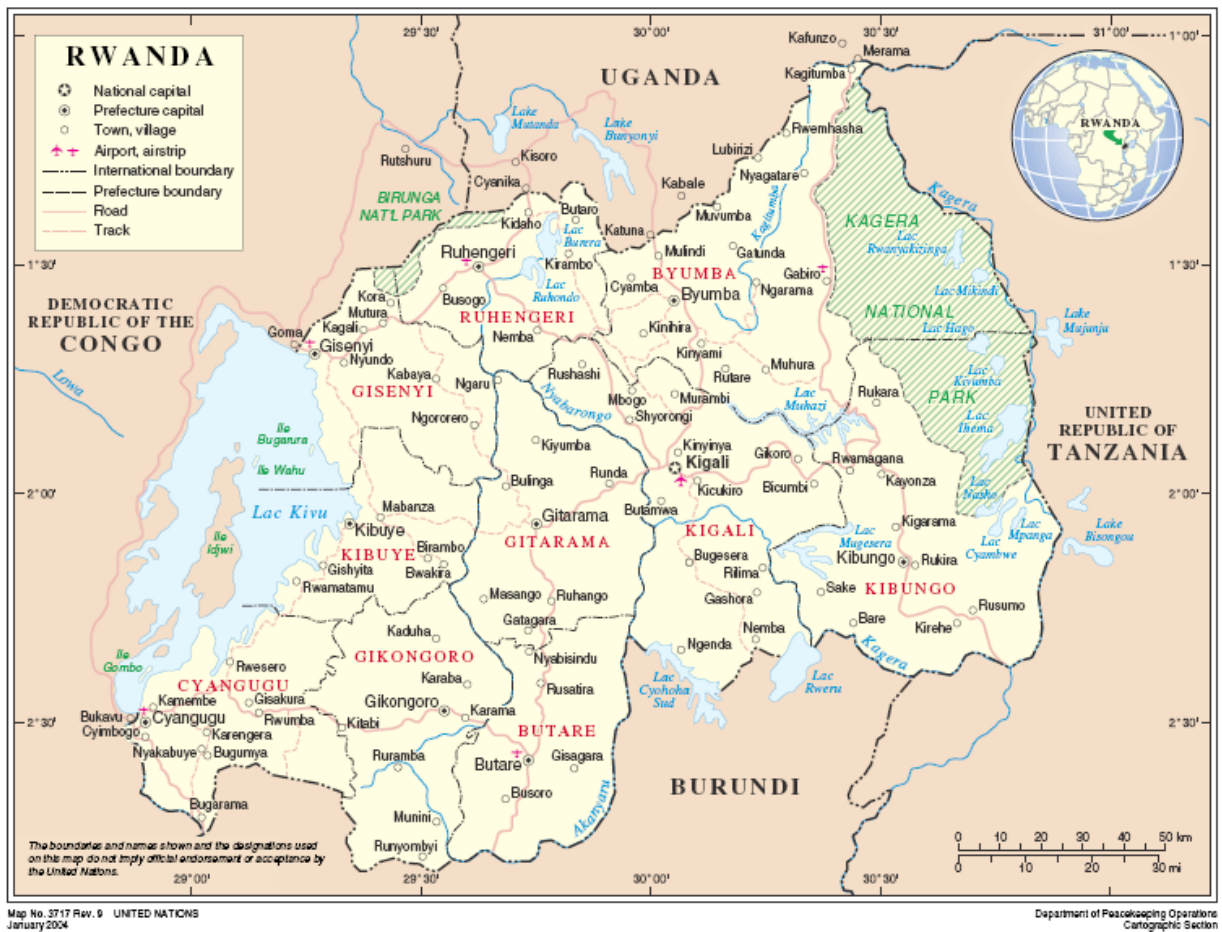 29°30'
30°00'
30°30'
31°00'
1°00'
RWANDA
National capital
Prefecture capital
Town, village
Airport, airstrip
International boundary
Prefecture boundary
Road
Track
UGANDA
Kafunzo
Merama
Kagitumba
RWANDA
Lake
Mutanda
Lake
Bunyonyi
Rwemhasha
Lubirizi
Rutshuru
Kisoro
Nyagatare
Cyanika
Kabale
BIRUNGA
NAT'L PARK
Kagera
Kagitumba
Muvumba
Butaro
Kidaho
Katuna
KAGERA
Lac
Rwanyakizinga
Lac
Burera
Ruhengeri
Mulindi
Gatunda
Kirambo
BYUMBA
Gabiro
1°30'
1°30'
Cyamba
Ngarama
Lac Mikindi
Lac
Ruhondo
Kora
Busogo
Byumba
DEMOCRATIC
REPUBLIC OF THE
CONGO
Mutura
RUHENGERI
NATIONAL
Lake
Mujunju
Kagali
Nemba
Kinihira
Lac Hago
Goma
Gisenyi
Kinyami
Nyundo
Muhura
Lowa
Kabaya
Ngaru
Rushashi
Rutare
Lac
Kivumba
GISENYI
Nyabarongo
Mbogo
Murambi
Rukara
PARK
Lac
Muhazi
Shyorongi
Ngororero
Lac
Ihema
UNITED
REPUBLIC OF
TANZANIA
Ile
Bugarura
Kiyumba
Kinyinya
Kigali
Gikoro
Rwamagana
Ile Wahu
Runda
Bulinga
Kicukiro
Bicumbi
Kayonza
Lac
Nasho
2°00'
2°00'
Lac Kivu
Mabanza
Butamwa
Gitarama
Kibuye
Kigarama
Lac
Mpanga
Lake
Bisongou
KIGALI
Lac
Mugesera
Ile
Idjwi
GITARAMA
Lac
Cyambwe
KIBUYE
Birambo
Bugesera
Kibungo
Rukira
Gishyita
Bwakira
Rilima
Rwamatamu
Sake
KIBUNGO
Masango
Ruhango
Gashora
Rusumo
Gatagara
Bare
Kirehe
Kaduha
Nemba
Ngenda
Kagera
Ile
Gombo
GIKONGORO
Nyabisindu
Rwesero
Karaba
Lac
Cyohoha
Sud
Lac
Rweru
CYANGUGU
Rusatira
Kamembe
Gisakura
Gikongoro
Karama
Bukavu
Cyangugu
2°30'
2°30'
Cyimbogo
Rwumba
Kitabi
BUTARE
Karengera
Nyakabuye
Bugumya
Ruramba
Butare
Gisagara
BURUNDI
Busoro
Bugarama
Munini
Akanyaru
Runyombyi
0 10 20 30 40 50 km
0 10 20 30 mi
The boundaries and names shown and the designations used
on this map do not imply official endorsement or acceptance by
the United Nations.
29°00'
29°30'
30°00'
30°30'
Map No. 3717 Rev. 9 UNITED NATIONS
January 2004
Department of Peacekeeping Operations
Cartographic Section